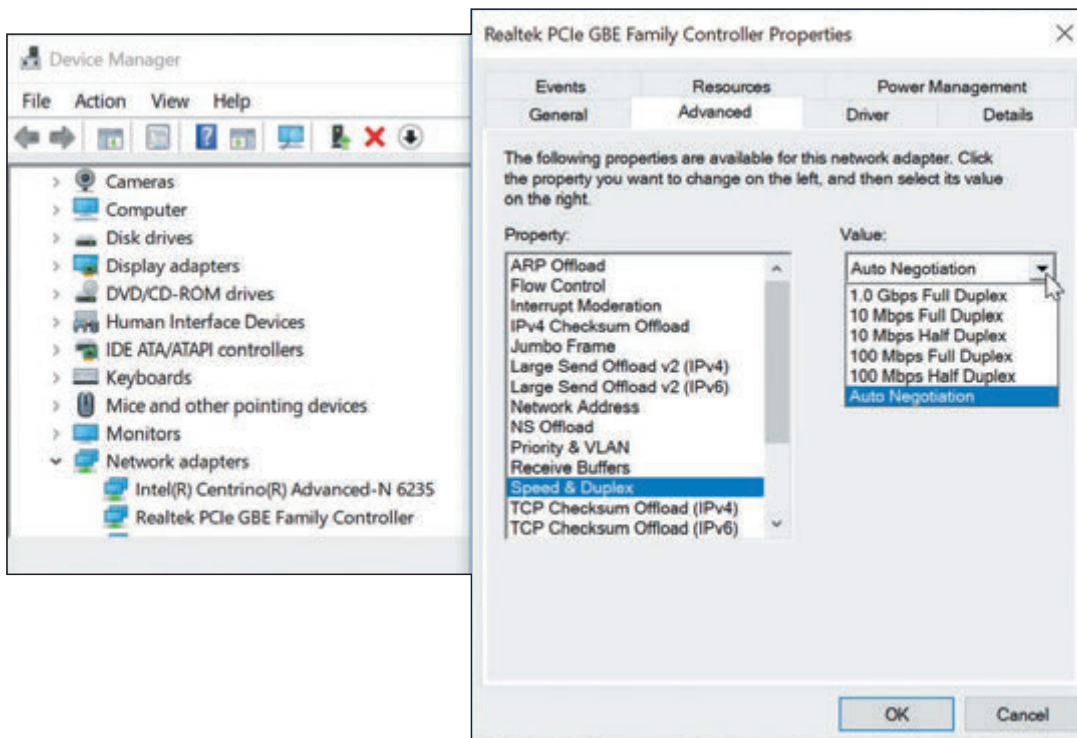 Device Manager
File Action View Help
Cameras
Computer
Disk drives
Display adapters
DVD/CD-ROM drives
Human Interface Devices
IDE ATA/ATAPI controllers
Keyboards
Mice and other pointing devices
Monitors
Network adapters
Intel(R) Centrino(R) Advanced-N 6235
Realtek PCIe GBE Family Controller
Realtek PCIe GBE Family Controller Properties
Events Resources Power Management
General Advanced Driver Details
The following properties are available for this network adapter. Click
the property you want to change on the left, and then select its value
on the right.
Property:
ARP Offload
Flow Control
Interrupt Moderation
IPv4 Checksum Offload
Jumbo Frame
Large Send Offload v2 (IPv4)
Large Send Offload v2 (IPv6)
Network Address
NS Offload
Priority & VLAN
Receive Buffers
Speed & Duplex
TCP Checksum Offload (IPv4)
TCP Checksum Offload (IPv6)
Value:
Auto Negotiation
1.0 Gbps Full Duplex
10 Mbps Full Duplex
10 Mbps Half Duplex
100 Mbps Full Duplex
100 Mbps Half Duplex
Auto Negotiation
OK Cancel